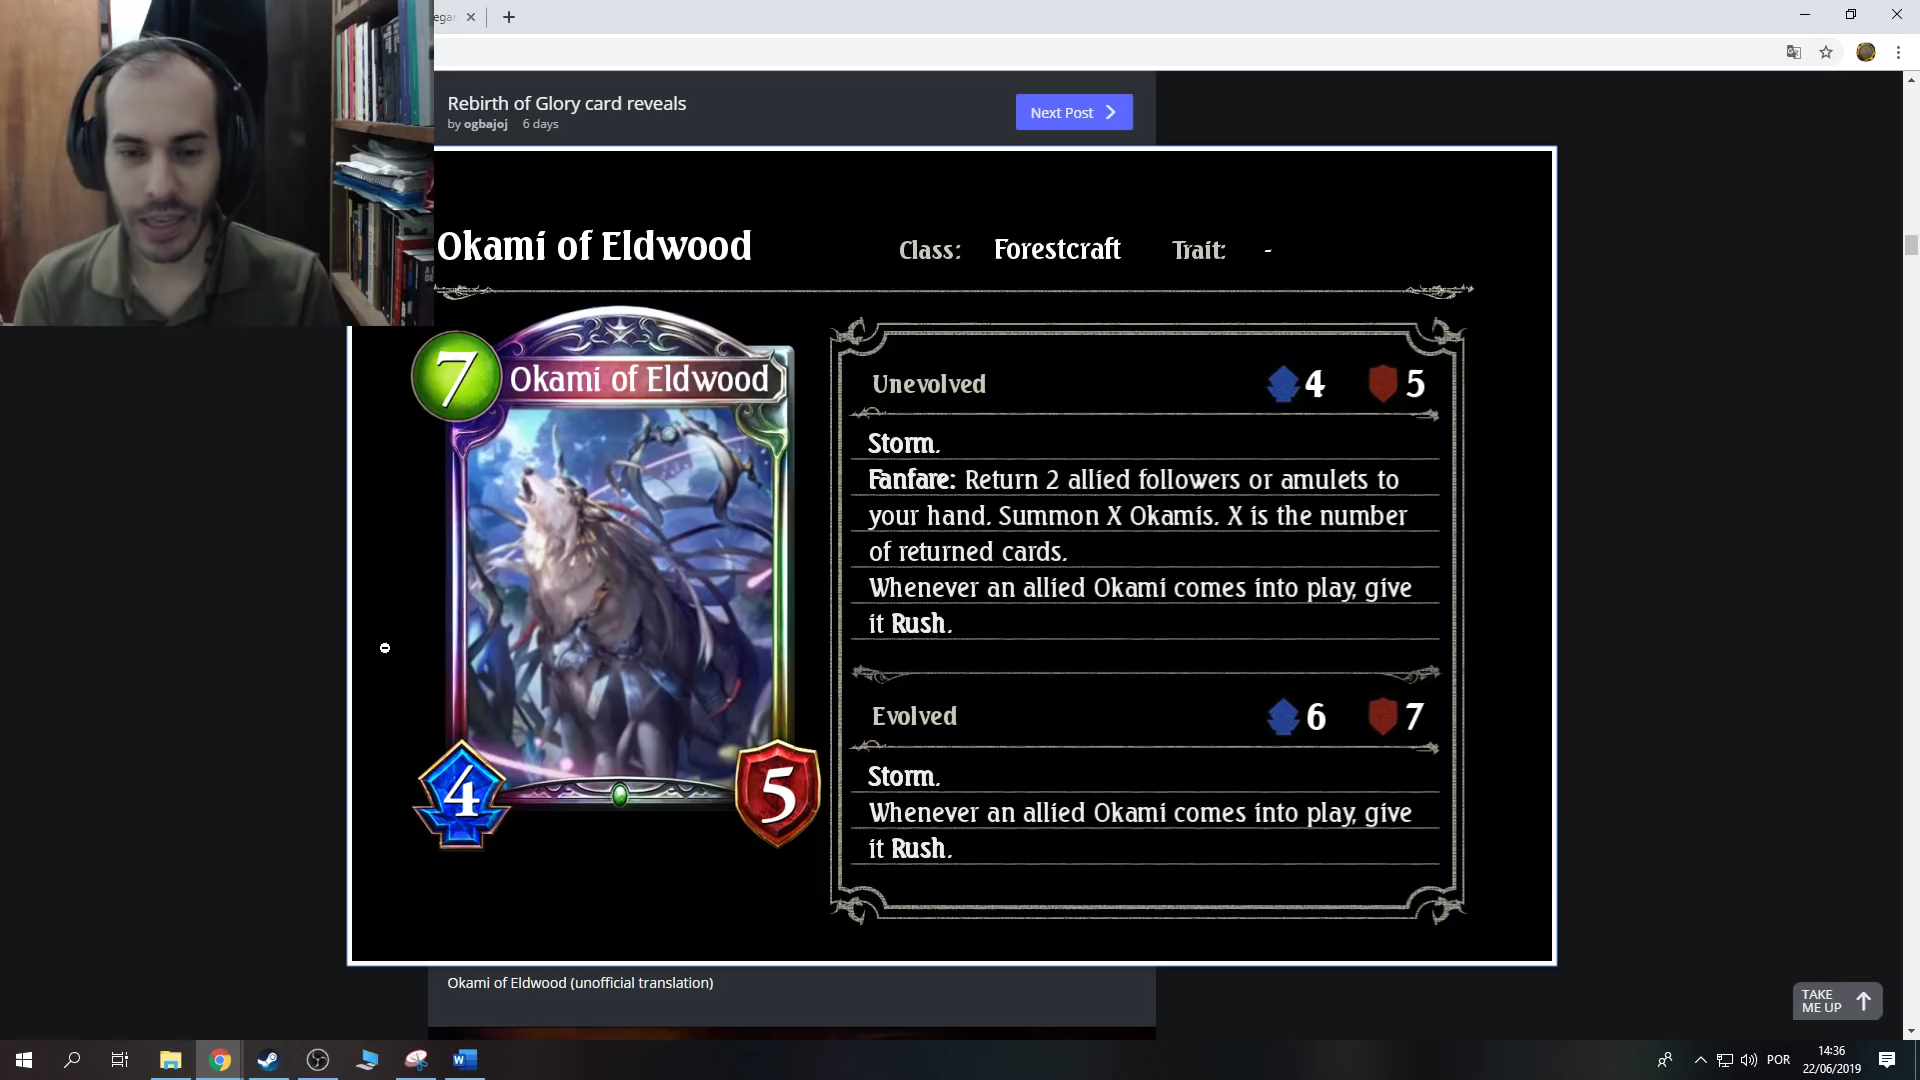 egar
Rebirth of Glory card reveals
by ogbajoj 6 days
Next Post
Okami of Eldwood Class: Forestcraft Trait: -
7
Okami of Eldwood
4
5
Unevolved 4 5
Storm.
Fanfare: Return 2 allied followers or amulets to
your hand. Summon X Okamis. X is the number
of returned cards.
Whenever an allied Okami comes into play, give
it Rush.
Evolved 6 7
Storm.
Whenever an allied Okami comes into play, give
it Rush.
Okami of Eldwood (unofficial translation)
TAKE
ME UP
POR
14:36
22/06/2019